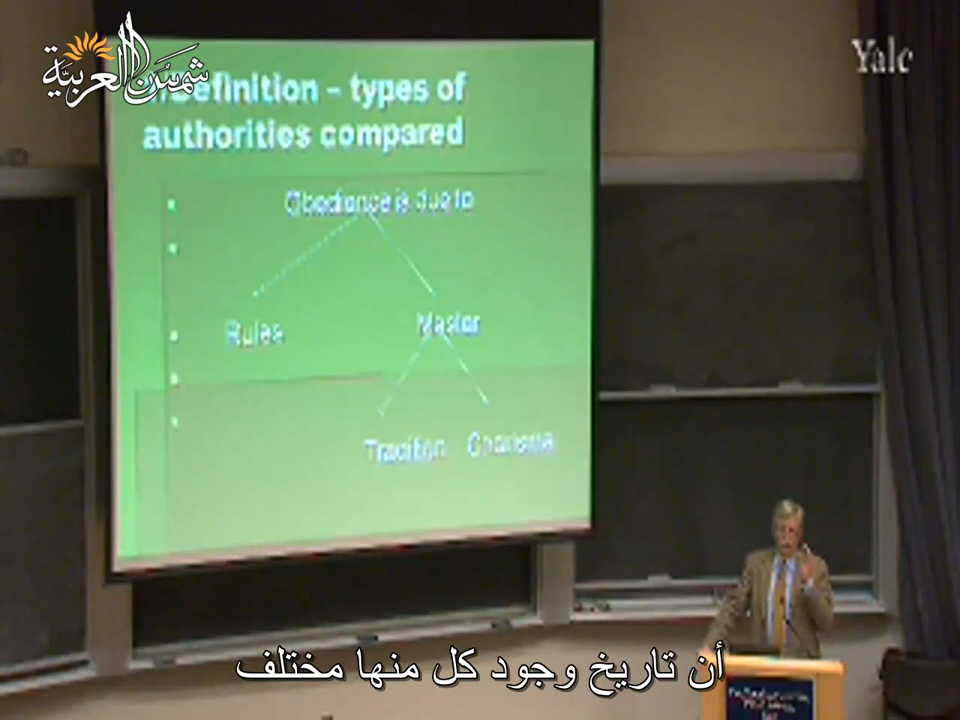 شمس العربية
Yale
Definition – types of
authorities compared
Obedience is due to
Rules
Master
Tradition
Charisma
أن تاريخ وجود كل منها مختلف